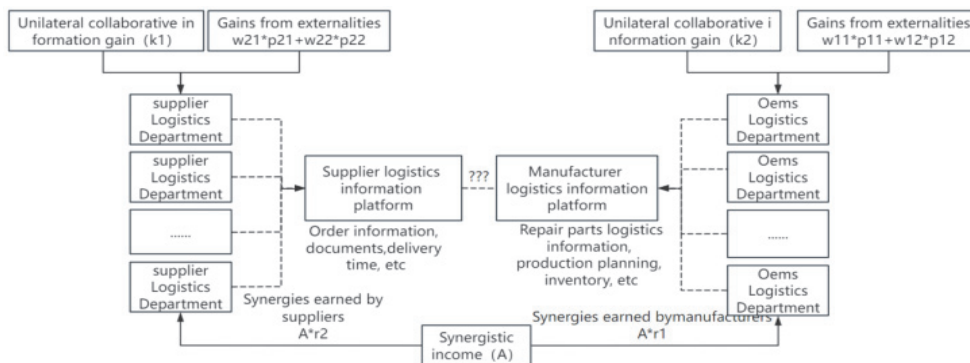 Unilateral collaborative in
formation gain（k1）
Gains from externalities
w21*p21+w22*p22
Unilateral collaborative i
nformation gain（k2）
Gains from externalities
w11*p11+w12*p12
supplier
Logistics
Department
supplier
Logistics
Department
......
supplier
Logistics
Department
Supplier logistics
information
platform
Order information,
documents,delivery
time, etc
???
Manufacturer
logistics information
platform
Repair parts logistics
information,
production planning,
inventory, etc
Oems
Logistics
Department
Oems
Logistics
Department
......
Oems
Logistics
Department
Synergies earned by
suppliers
A*r2
Synergistic
income（A）
Synergies earned bymanufacturers
A*r1